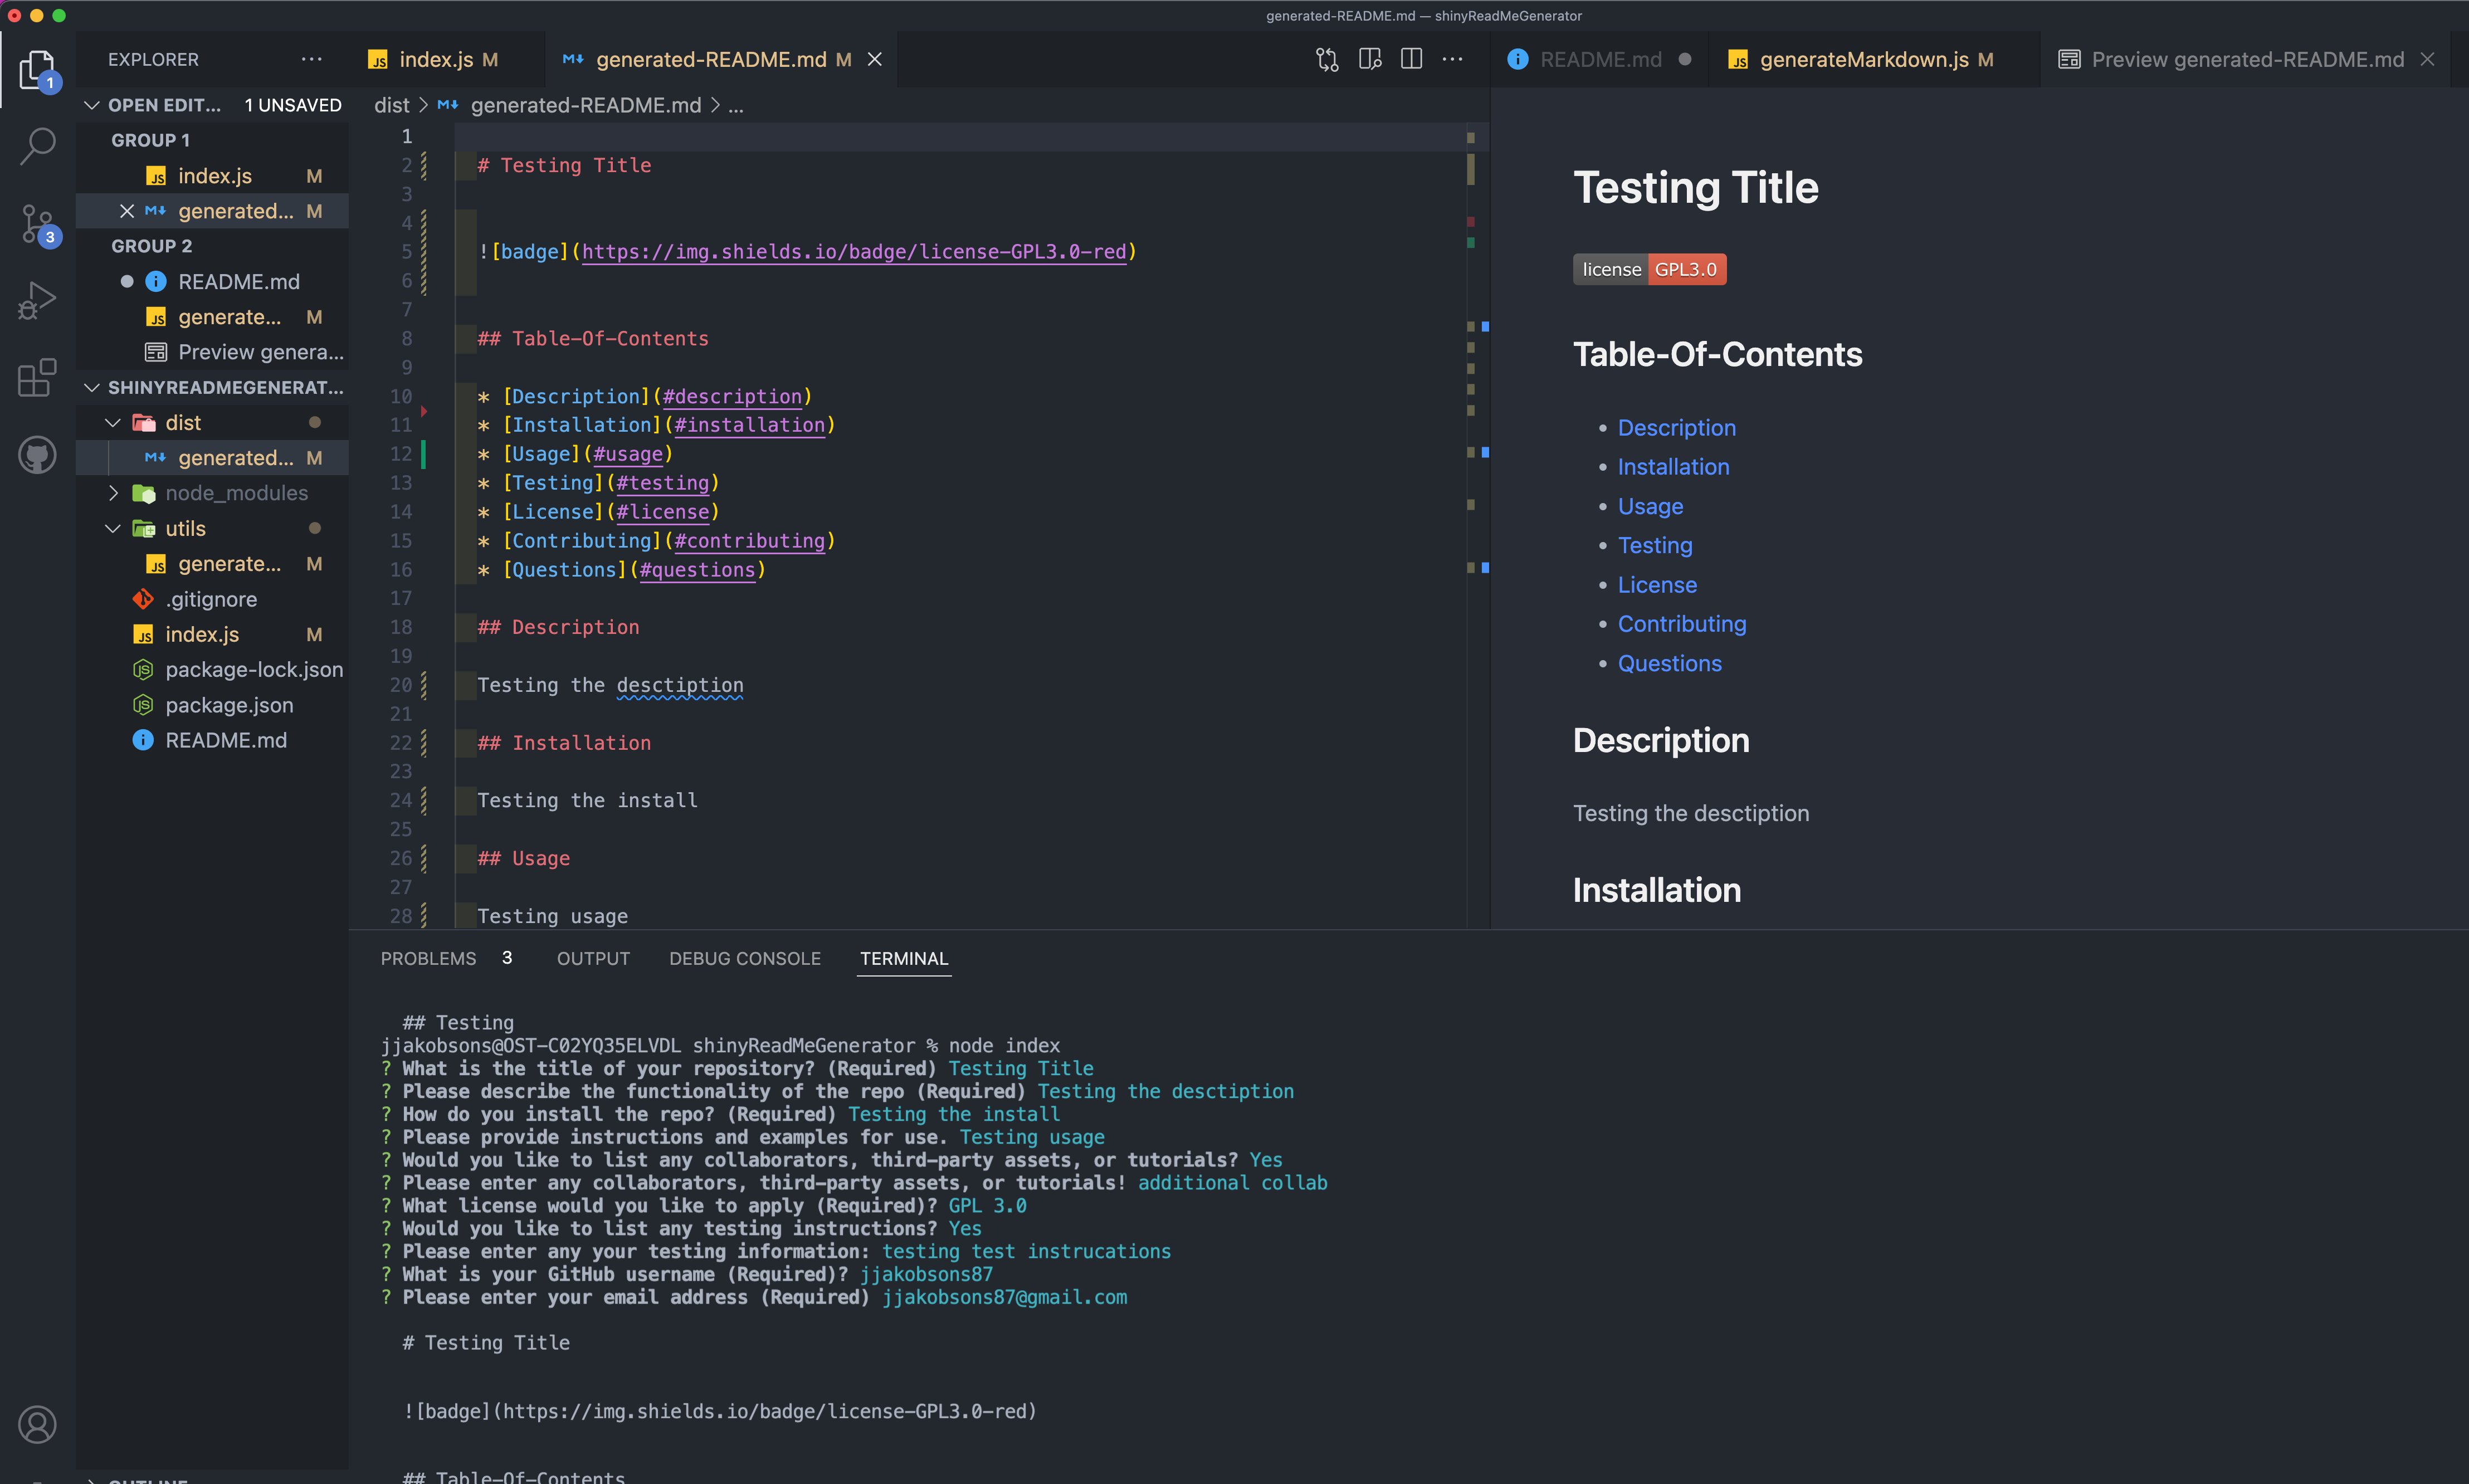 generated-README.md — shinyReadMeGenerator
EXPLORER
JS index.js M
generated-README.md M
README.md
JS generateMarkdown.js M
Preview generated-README.md
1
3
OPEN EDIT... 1 UNSAVED
GROUP 1
JS index.js M
generated... M
GROUP 2
README.md
JS generate... M
Preview genera...
SHINYREADMEGENERAT...
dist
generated... M
node_modules
utils
JS generate... M
.gitignore
JS index.js M
package-lock.json
package.json
README.md
dist > generated-README.md > ...
1
2 # Testing Title
3
4
5 ![badge](https://img.shields.io/badge/license-GPL3.0-red)
6
7
8 ## Table-Of-Contents
9
10 * [Description](#description)
11 * [Installation](#installation)
12 * [Usage](#usage)
13 * [Testing](#testing)
14 * [License](#license)
15 * [Contributing](#contributing)
16 * [Questions](#questions)
17
18 ## Description
19
20 Testing the desctiption
21
22 ## Installation
23
24 Testing the install
25
26 ## Usage
27
28 Testing usage
Testing Title
license GPL3.0
Table-Of-Contents
• Description
• Installation
• Usage
• Testing
• License
• Contributing
• Questions
Description
Testing the desctiption
Installation
PROBLEMS 3 OUTPUT DEBUG CONSOLE TERMINAL
## Testing
jjakobsons@OST-C02YQ35ELVDL shinyReadMeGenerator % node index
? What is the title of your repository? (Required) Testing Title
? Please describe the functionality of the repo (Required) Testing the desctiption
? How do you install the repo? (Required) Testing the install
? Please provide instructions and examples for use. Testing usage
? Would you like to list any collaborators, third-party assets, or tutorials? Yes
? Please enter any collaborators, third-party assets, or tutorials! additional collab
? What license would you like to apply (Required)? GPL 3.0
? Would you like to list any testing instructions? Yes
? Please enter any your testing information: testing test instrucations
? What is your GitHub username (Required)? jjakobsons87
? Please enter your email address (Required) jjakobsons87@gmail.com
# Testing Title
![badge](https://img.shields.io/badge/license-GPL3.0-red)
## Table-Of-Contents
OUTLINE